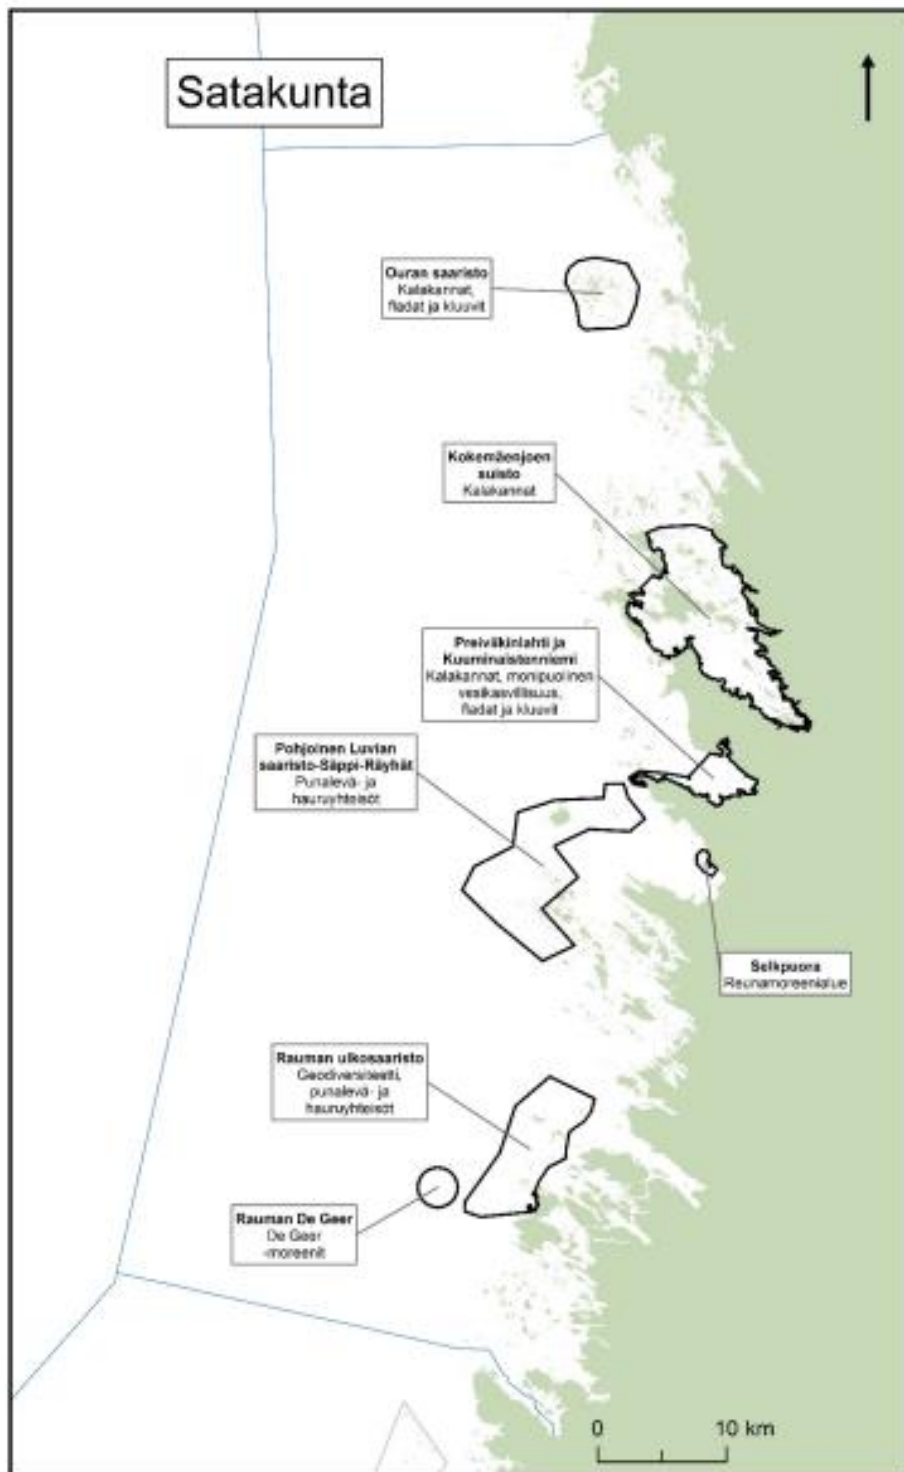 Satakunta
Ouran saaristo
Kalakannat,
fladat ja kluuvit
Kokemäenjoen
suisto
Kalakannat
Preiväkinlahti ja
Kuuminaistenniemi
Kalakannat, monipuolinen
vesikasvillisuus,
fladat ja kluuvit
Pohjoinen Luvian
saaristo-Säppi-Räyhät
Punalevä- ja
hauruyhteisöt
Selkpuora
Reunamoreenialue
Rauman ulkosaaristo
Geodiversiteetti,
punalevä- ja
hauruyhteisöt
Rauman De Geer
De Geer
-moreenit
0 10 km